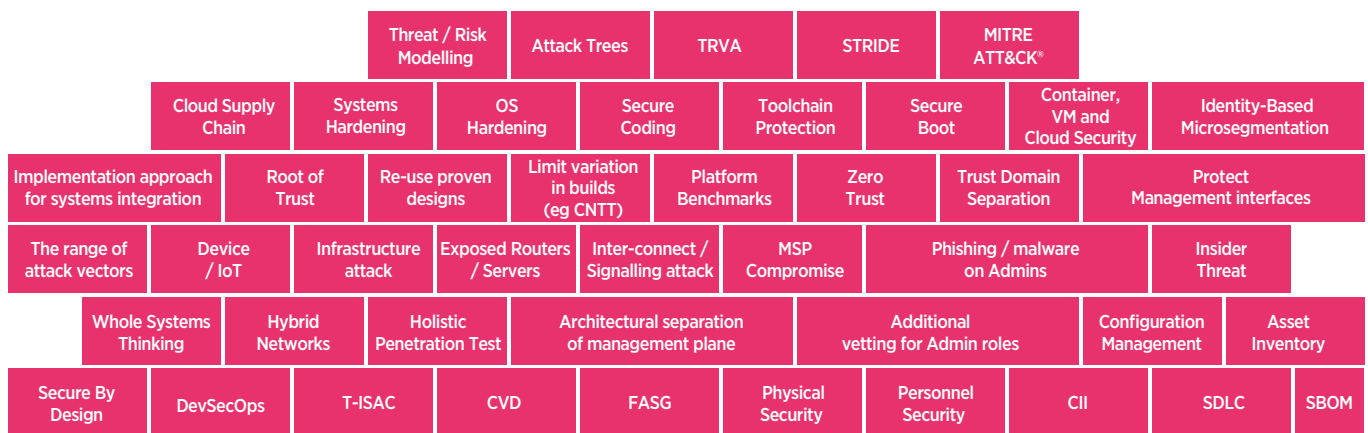 Threat / Risk
Modelling
Attack Trees
TRVA
STRIDE
MITRE
ATT&CK®
Cloud Supply
Chain
Systems
Hardening
OS
Hardening
Secure
Coding
Toolchain
Protection
Secure
Boot
Container,
VM and
Cloud Security
Identity-Based
Microsegmentation
Implementation approach
for systems integration
Root of
Trust
Re-use proven
designs
Limit variation
in builds
(eg CNTT)
Platform
Benchmarks
Zero
Trust
Trust Domain
Separation
Protect
Management interfaces
The range of
attack vectors
Device
/ IoT
Infrastructure
attack
Exposed Routers
/ Servers
Inter-connect /
Signalling attack
MSP
Compromise
Phishing / malware
on Admins
Insider
Threat
Whole Systems
Thinking
Hybrid
Networks
Holistic
Penetration Test
Architectural separation
of management plane
Additional
vetting for Admin roles
Configuration
Management
Asset
Inventory
Secure By
Design
DevSecOps
T-ISAC
CVD
FASG
Physical
Security
Personnel
Security
CII
SDLC
SBOM